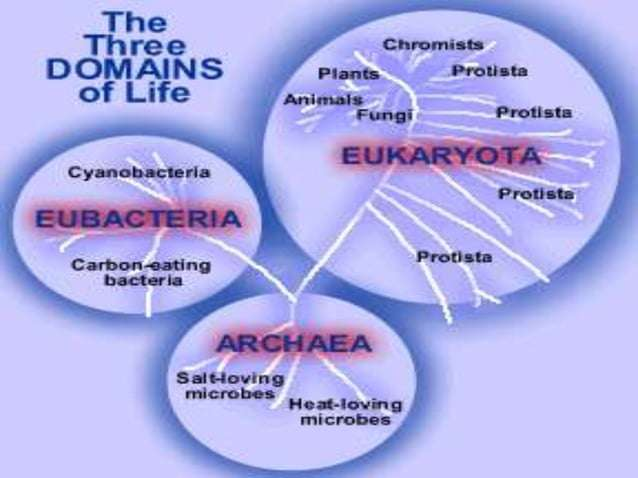 The
Three
DOMAINS
of Life
Chromists
Plants
Protista
Animals
Fungi
Protista
EUKARYOTA
Protista
Protista
Cyanobacteria
EUBACTERIA
Carbon-eating
bacteria
ARCHAEA
Salt-loving
microbes
Heat-loving
microbes